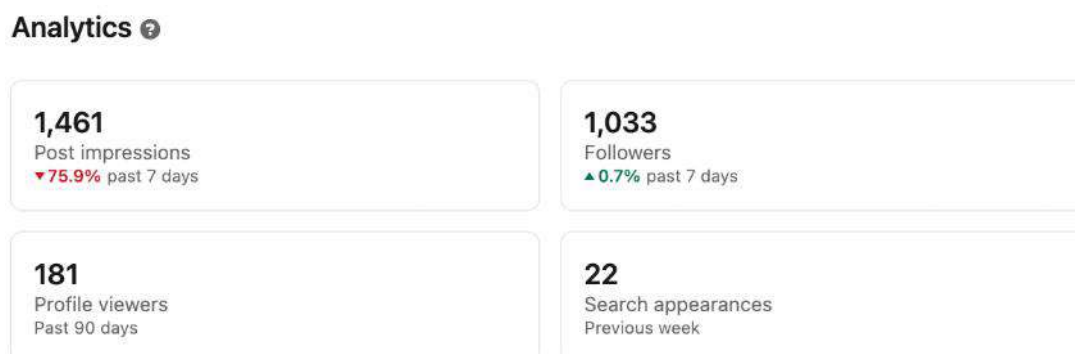 Analytics
1,461
Post impressions
▼75.9% past 7 days
1,033
Followers
▲0.7% past 7 days
181
Profile viewers
Past 90 days
22
Search appearances
Previous week